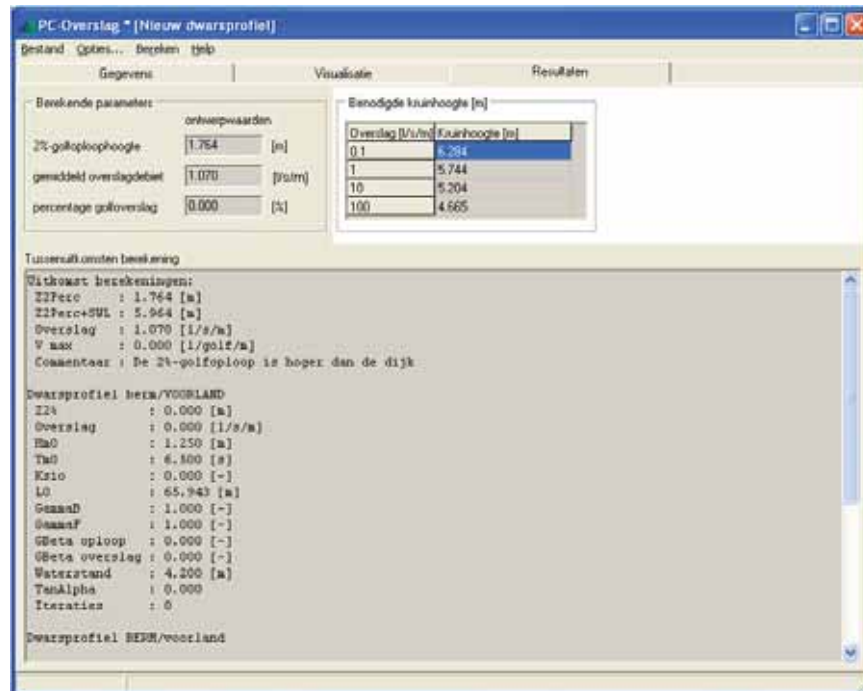 PC-Overslag * [Nieuw dwarsprofiel]
Bestand Opties... Bereken Help
Gegevens Visualisatie Resultaten
Berekende parameters
ontwerpwaarden
2%-golfoploophoogte 1.764 [m]
gemiddeld overslagdebiet 1.070 [l/s/m]
percentage golfoverslag 0.000 [%]
Benodigde kruinhoogte [m]
Overslag [l/s/m] Kruinhoogte [m]
0.1 6.284
1 5.744
10 5.204
100 4.665
Tussenuitkomsten berekening
Uitkomst berekeningen:
Z2Perc : 1.764 [m]
Z2Perc+SWL : 5.964 [m]
Overslag : 1.070 [l/s/m]
V max : 0.000 [l/golf/m]
Commentaar : De 2%-golfoploop is hoger dan de dijk
Dwarsprofiel berm/VOORLAND
Z2% : 0.000 [m]
Overslag : 0.000 [l/s/m]
Hm0 : 1.250 [m]
Tm0 : 6.500 [s]
Ksio : 0.000 [-]
L0 : 65.943 [m]
GammaB : 1.000 [-]
GammaF : 1.000 [-]
GBeta oploop : 0.000 [-]
GBeta overslag : 0.000 [-]
Waterstand : 4.200 [m]
TanAlpha : 0.000
Iteraties : 0
Dwarsprofiel BERM/voorland